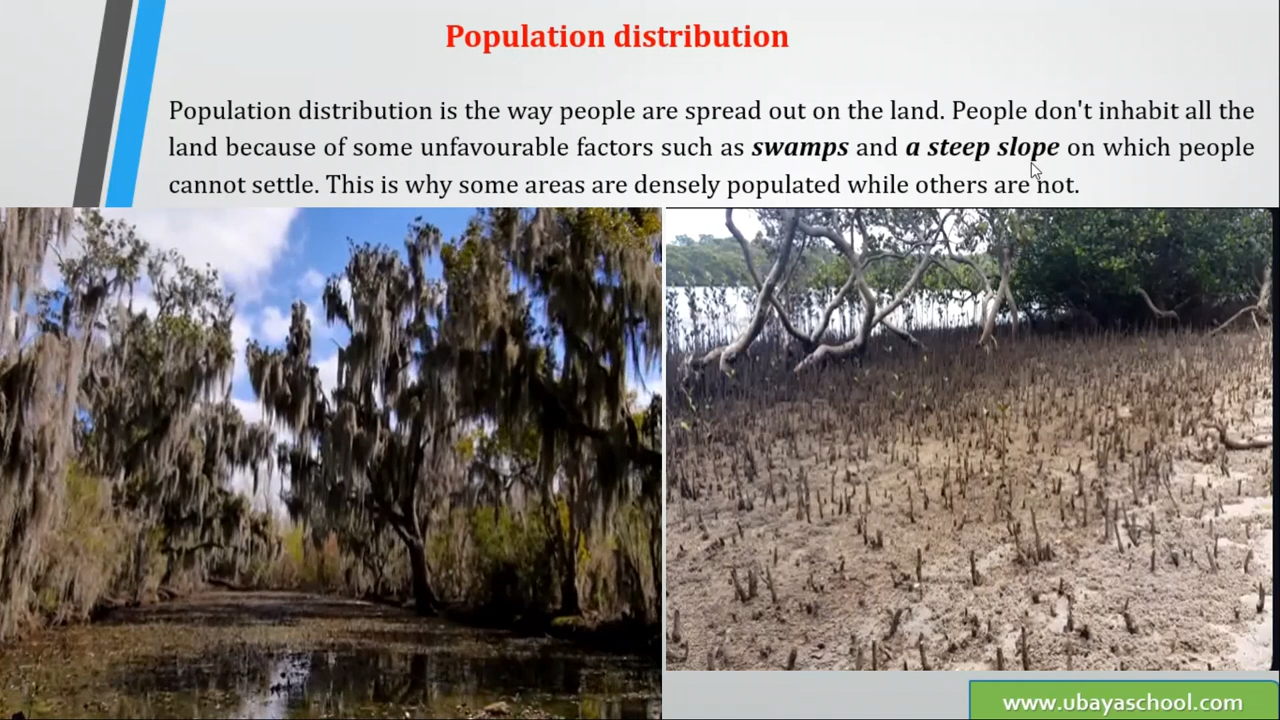 Population distribution
Population distribution is the way people are spread out on the land. People don't inhabit all the
land because of some unfavourable factors such as swamps and a steep slope on which people
cannot settle. This is why some areas are densely populated while others are not.
www.ubayaschool.com